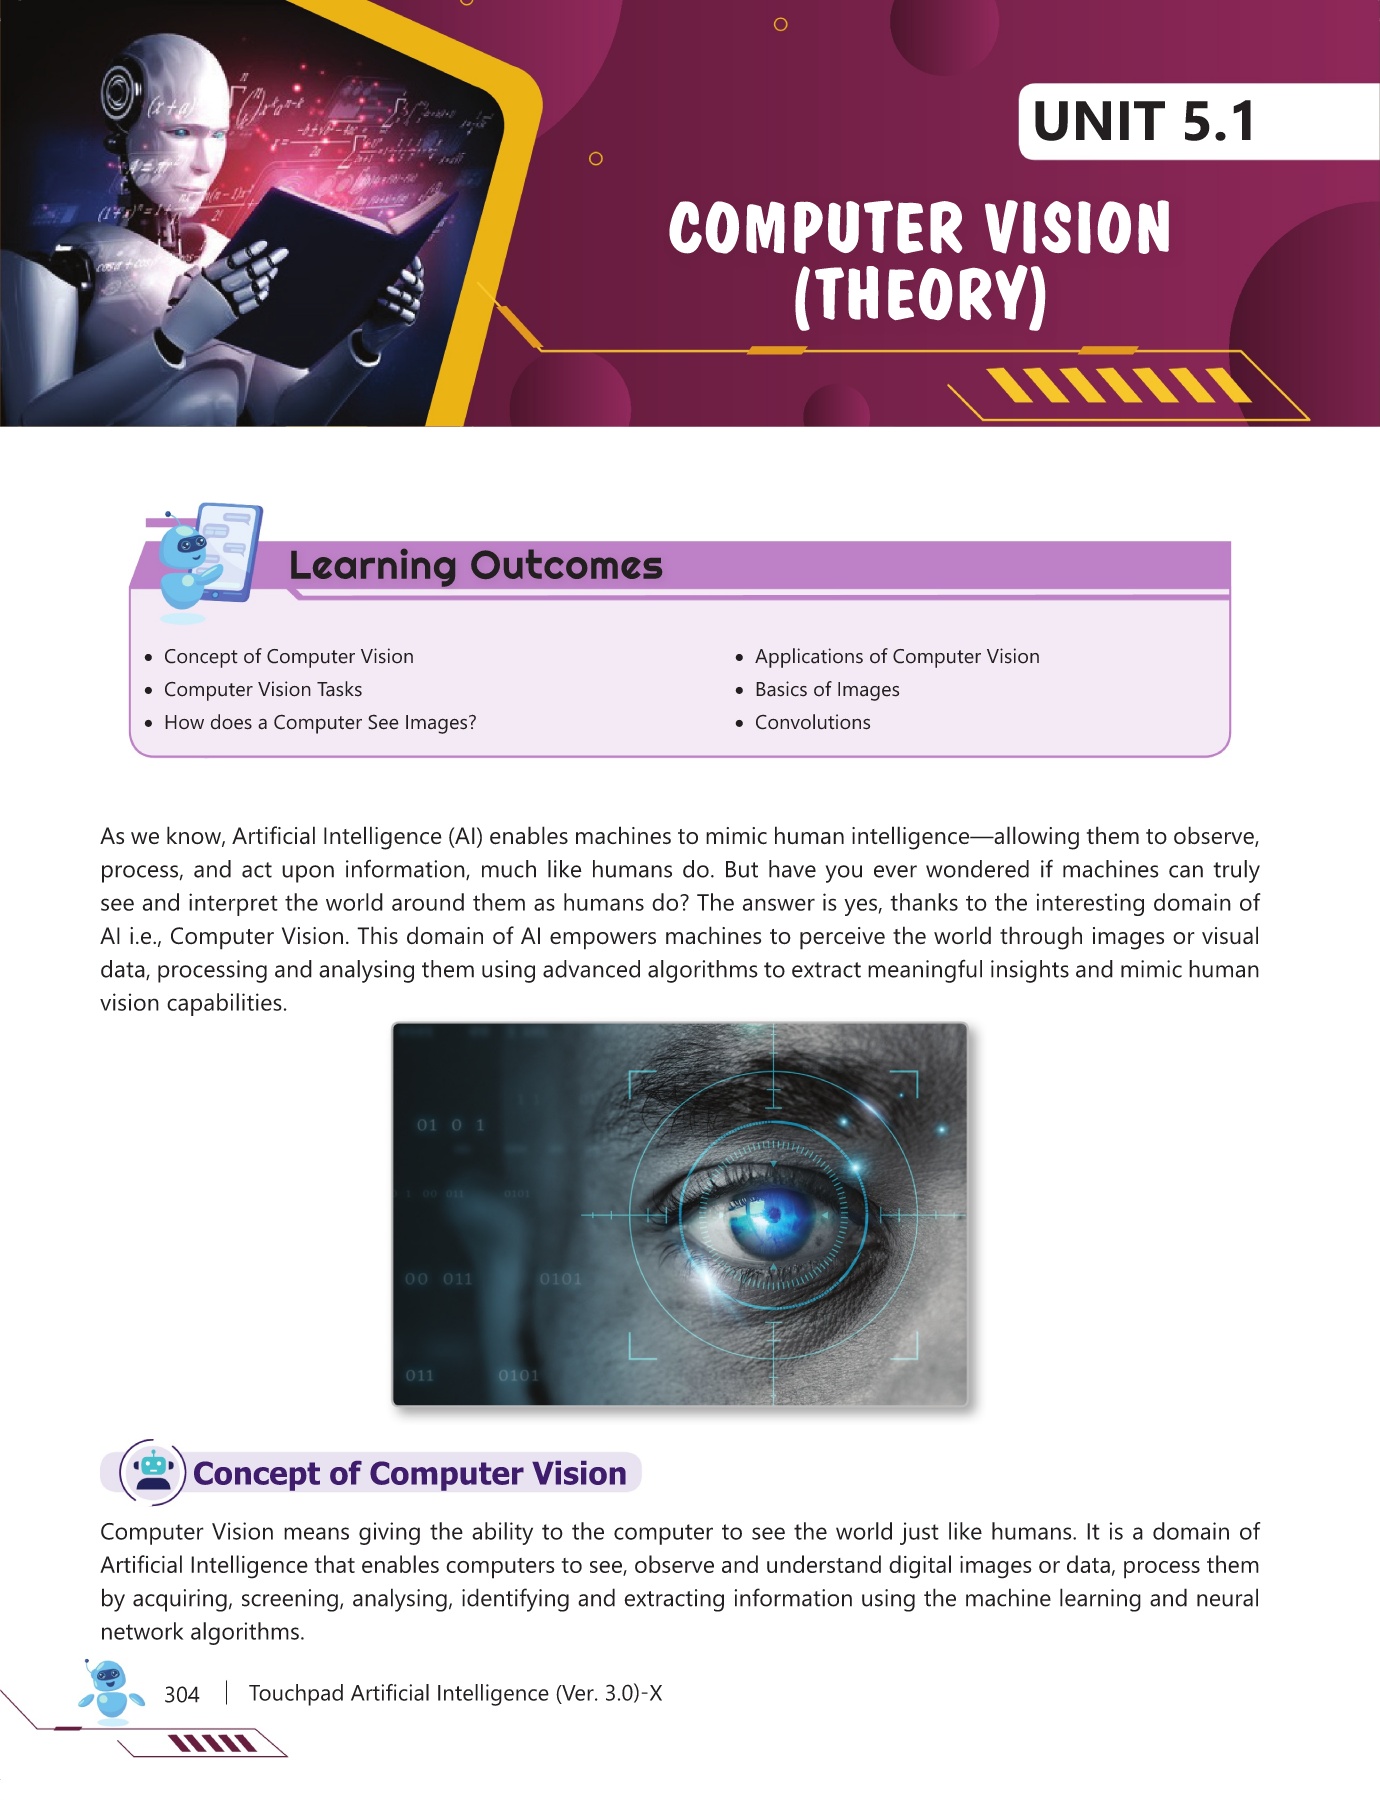 UNIT 5.1
COMPUTER VISION
(THEORY)
Learning Outcomes
• Concept of Computer Vision
• Computer Vision Tasks
• How does a Computer See Images?
• Applications of Computer Vision
• Basics of Images
• Convolutions
As we know, Artificial Intelligence (AI) enables machines to mimic human intelligence—allowing them to observe,
process, and act upon information, much like humans do. But have you ever wondered if machines can truly
see and interpret the world around them as humans do? The answer is yes, thanks to the interesting domain of
AI i.e., Computer Vision. This domain of AI empowers machines to perceive the world through images or visual
data, processing and analysing them using advanced algorithms to extract meaningful insights and mimic human
vision capabilities.
01 0 1
00 011 0101
011 0101
Concept of Computer Vision
Computer Vision means giving the ability to the computer to see the world just like humans. It is a domain of
Artificial Intelligence that enables computers to see, observe and understand digital images or data, process them
by acquiring, screening, analysing, identifying and extracting information using the machine learning and neural
network algorithms.
304 | Touchpad Artificial Intelligence (Ver. 3.0)-X